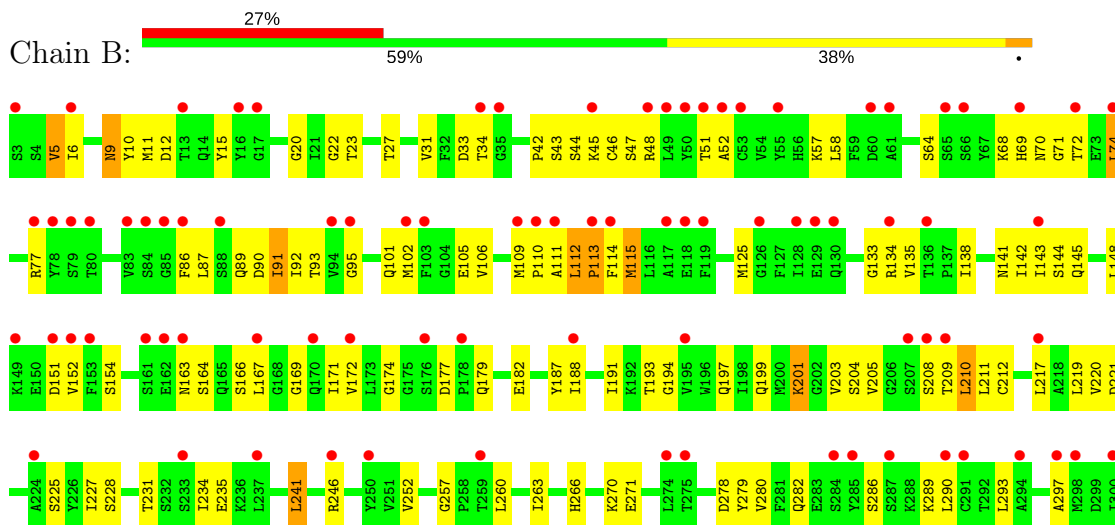 27%
Chain B:
59% 38% •
S3 S4 V5 I6 N9 Y10 M11 D12 T13 Q14 Y15 Y16 G17 G20 I21 G22 T23 T27 V31 F32 D33 T34 G35 P42 S43 S44 K45 C46 S47 R48 L49 Y50 T51 A52 C53 V54 Y55 H56 K57 L58 F59 D60 A61 S64 S65 S66 Y67 K68 H69 N70 G71 T72 E73 L74
R77 Y78 S79 T80 V83 S84 G85 F86 L87 S88 Q89 D90 I91 I92 T93 V94 G95 Q101 M102 F103 G104 E105 V106 M109 P110 A111 L112 P113 F114 M115 L116 A117 E118 F119 M125 G126 F127 I128 E129 Q130 G133 R134 V135 T136 P137 I138 N141 I142 I143 S144 Q145
K149 E150 D151 V152 F153 S154 S161 E162 N163 S164 Q165 S166 L167 G168 G169 Q170 I171 V172 L173 G174 G175 S176 D177 P178 Q179 E182 Y187 I188 I191 K192 T193 G194 V195 W196 Q197 I198 Q199 M200 K201 G202 V203 S204 V205 G206 S207 S208 T209 L210 L211 C212 L217 A218 L219 V220
A224 S225 Y226 I227 S228 T231 S232 S233 I234 E235 K236 L237 L241 R246 Y250 V251 V252 G257 P258 T259 L260 I263 H266 K270 E271 L274 T275 D278 Y279 V280 F281 Q282 E283 S284 Y285 S286 S287 K288 K289 L290 C291 T292 L293 A294 A297 M298 D299